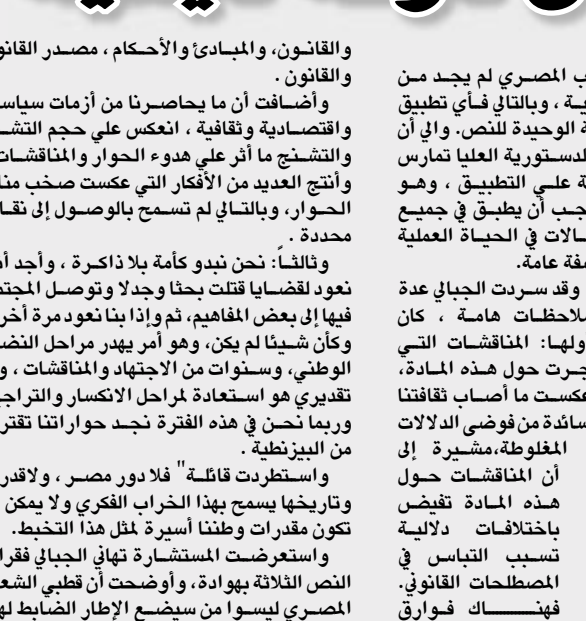 ب المصري لم يجد من
ية ، وبالتالي فأي تطبيق
ة الوحيدة للنص. والي أن
لدستورية العليا تمارس
ة علي التطبيق ، وهو
جب أن يطبق في جميع
الات في الحياة العملية
فة عامة.
وقد سردت الجبالي عدة
لاحظات هامة ، كان
ولها: المناقشات التي
جرت حول هذه المادة،
عكست ما أصاب ثقافتنا
سائدة من فوضى الدلالات
المغلوطة،مشيرة إلى
أن المناقشات حول
هذه المادة تفيض
باختلافات دلالية
تسبب التباس في
المصطلحات القانوني.
فهناك فوارق
والقانون، والمبادئ والأحكام ، مصدر القانو
والقانون .
وأضافت أن ما يحاصرنا من أزمات سياس
واقتصادية وثقافية ، انعكس علي حجم التش
والتشنج ما أثر علي هدوء الحوار والمناقشات
وأنتج العديد من الأفكار التي عكست صخب منا
الحوار، وبالتالي لم تسمح بالوصول إلى نقا
محددة .
وثالثاً: نحن نبدو كأمة بلا ذاكرة ، وأجد أ
نعود لقضايا قتلت بحثا وجدلا وتوصل المجتم
فيها إلى بعض المفاهيم، ثم وإذا بنا نعود مرة أخر
وكأن شيئا لم يكن، وهو أمر يهدر مراحل النض
الوطني، وسنوات من الاجتهاد والمناقشات ، و
تقديري هو استعادة لمراحل الانكسار والتراج
وربما نحن في هذه الفترة نجد حواراتنا تقتر
من البيزنطية .
واستطردت قائلة" فلا دور مصر ، ولاقدر
وتاريخها يسمح بهذا الخراب الفكري ولا يمكن
تكون مقدرات وطننا أسيرة لمثل هذا التخبط.
واستعرضت المستشارة تهاني الجبالي فقرا
النص الثلاثة بهوادة، وأوضحت أن قطبي الشع
المصري ليسوا من سيضع الإطار الضابط له